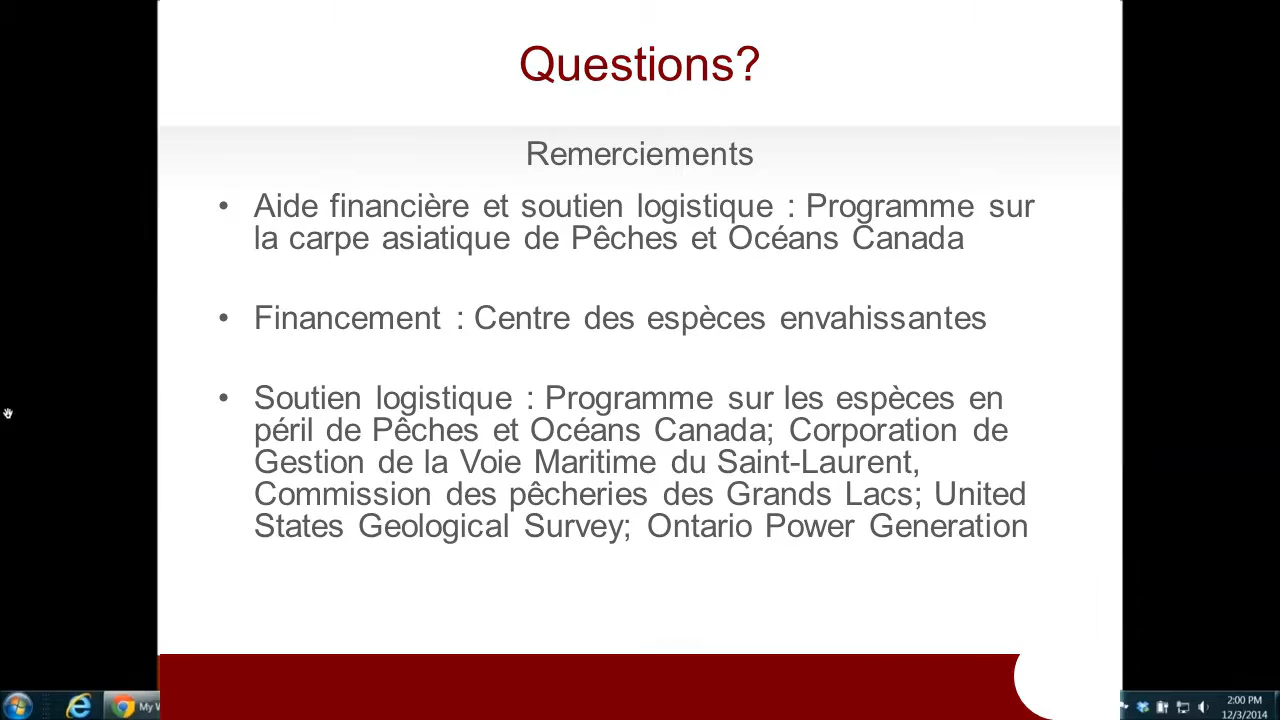 Questions?
Remerciements
• Aide financière et soutien logistique : Programme sur
la carpe asiatique de Pêches et Océans Canada
• Financement : Centre des espèces envahissantes
• Soutien logistique : Programme sur les espèces en
péril de Pêches et Océans Canada; Corporation de
Gestion de la Voie Maritime du Saint-Laurent,
Commission des pêcheries des Grands Lacs; United
States Geological Survey; Ontario Power Generation
My
2:00 PM
12/3/2014